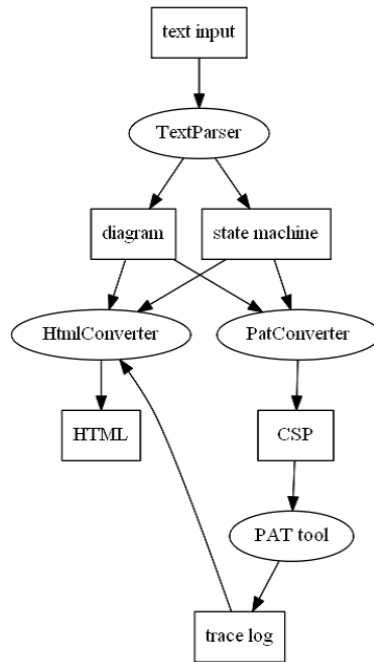 text input
TextParser
diagram
state machine
HtmlConverter
PatConverter
HTML
CSP
PAT tool
trace log